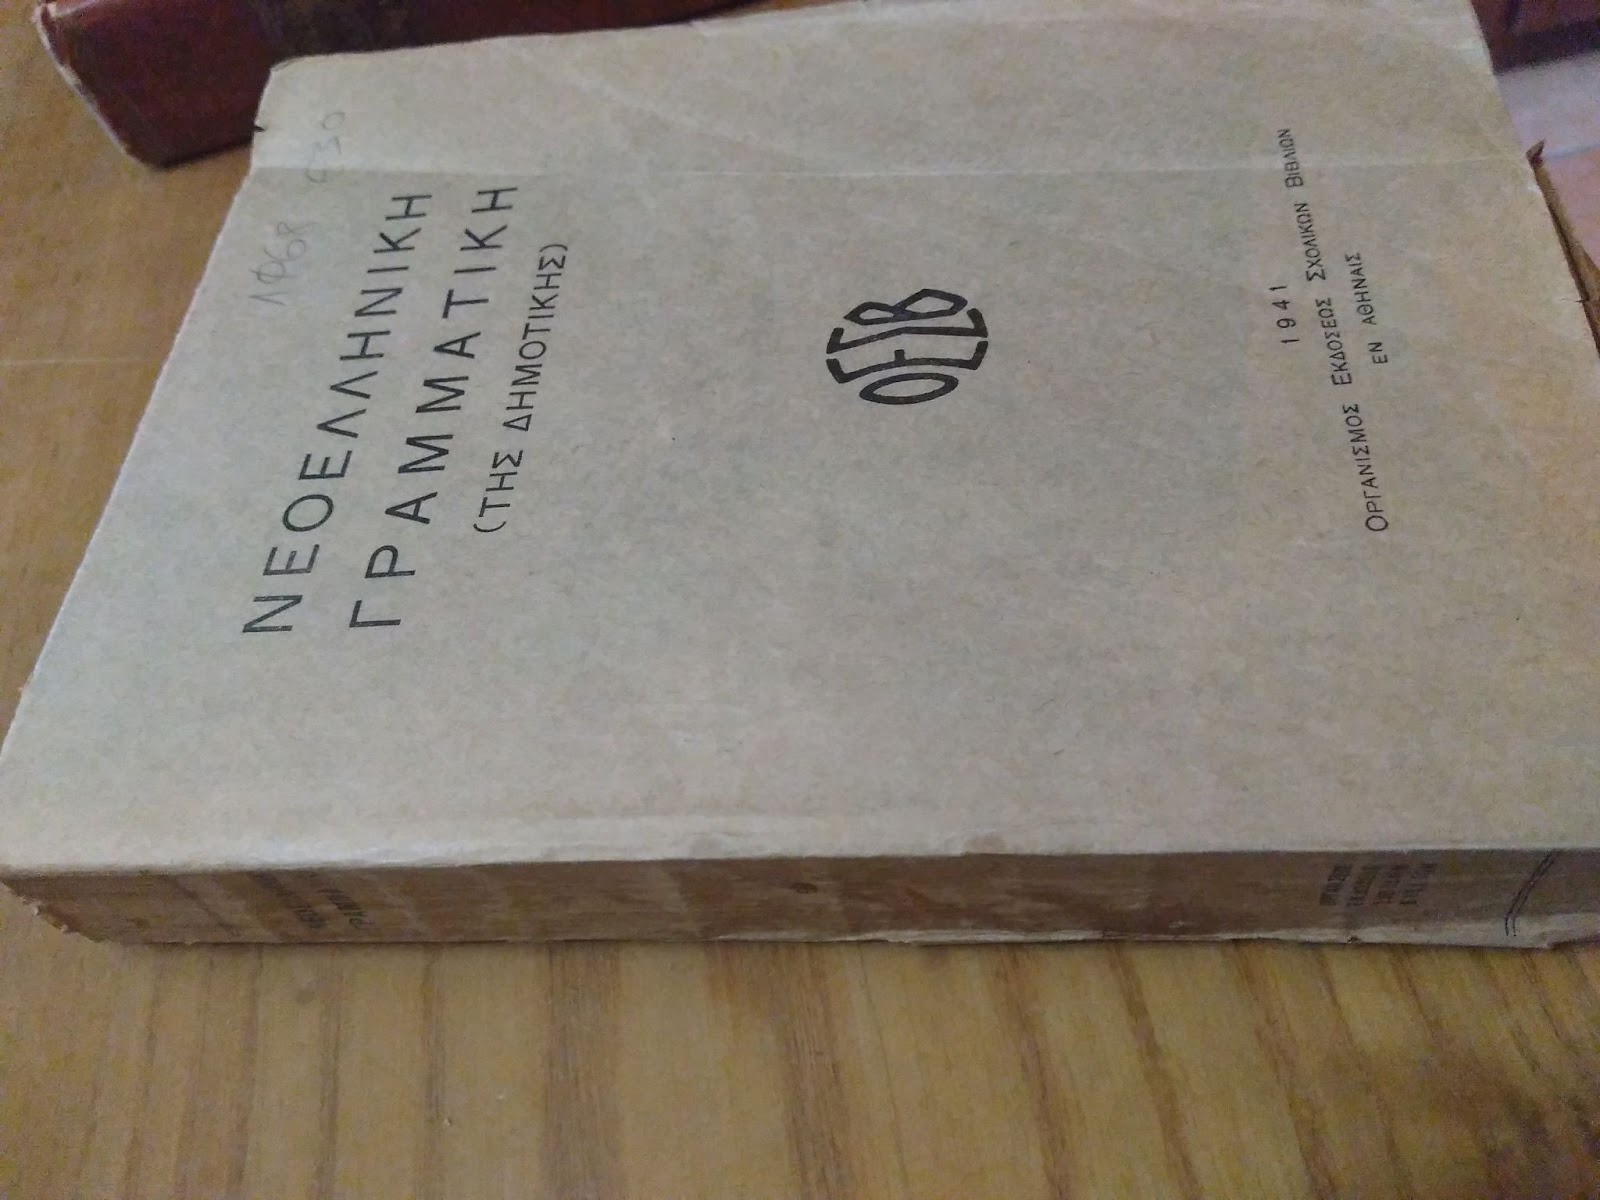 ΝΕΟΕΛΛΗΝΙΚΗ
ΓΡΑΜΜΑΤΙΚΗ
(ΤΗΣ ΔΗΜΟΤΙΚΗΣ)
ΟΕΣΒ
1941
ΟΡΓΑΝΙΣΜΟΣ ΕΚΔΟΣΕΩΣ ΣΧΟΛΙΚΩΝ ΒΙΒΛΙΩΝ
ΕΝ ΑΘΗΝΑΙΣ